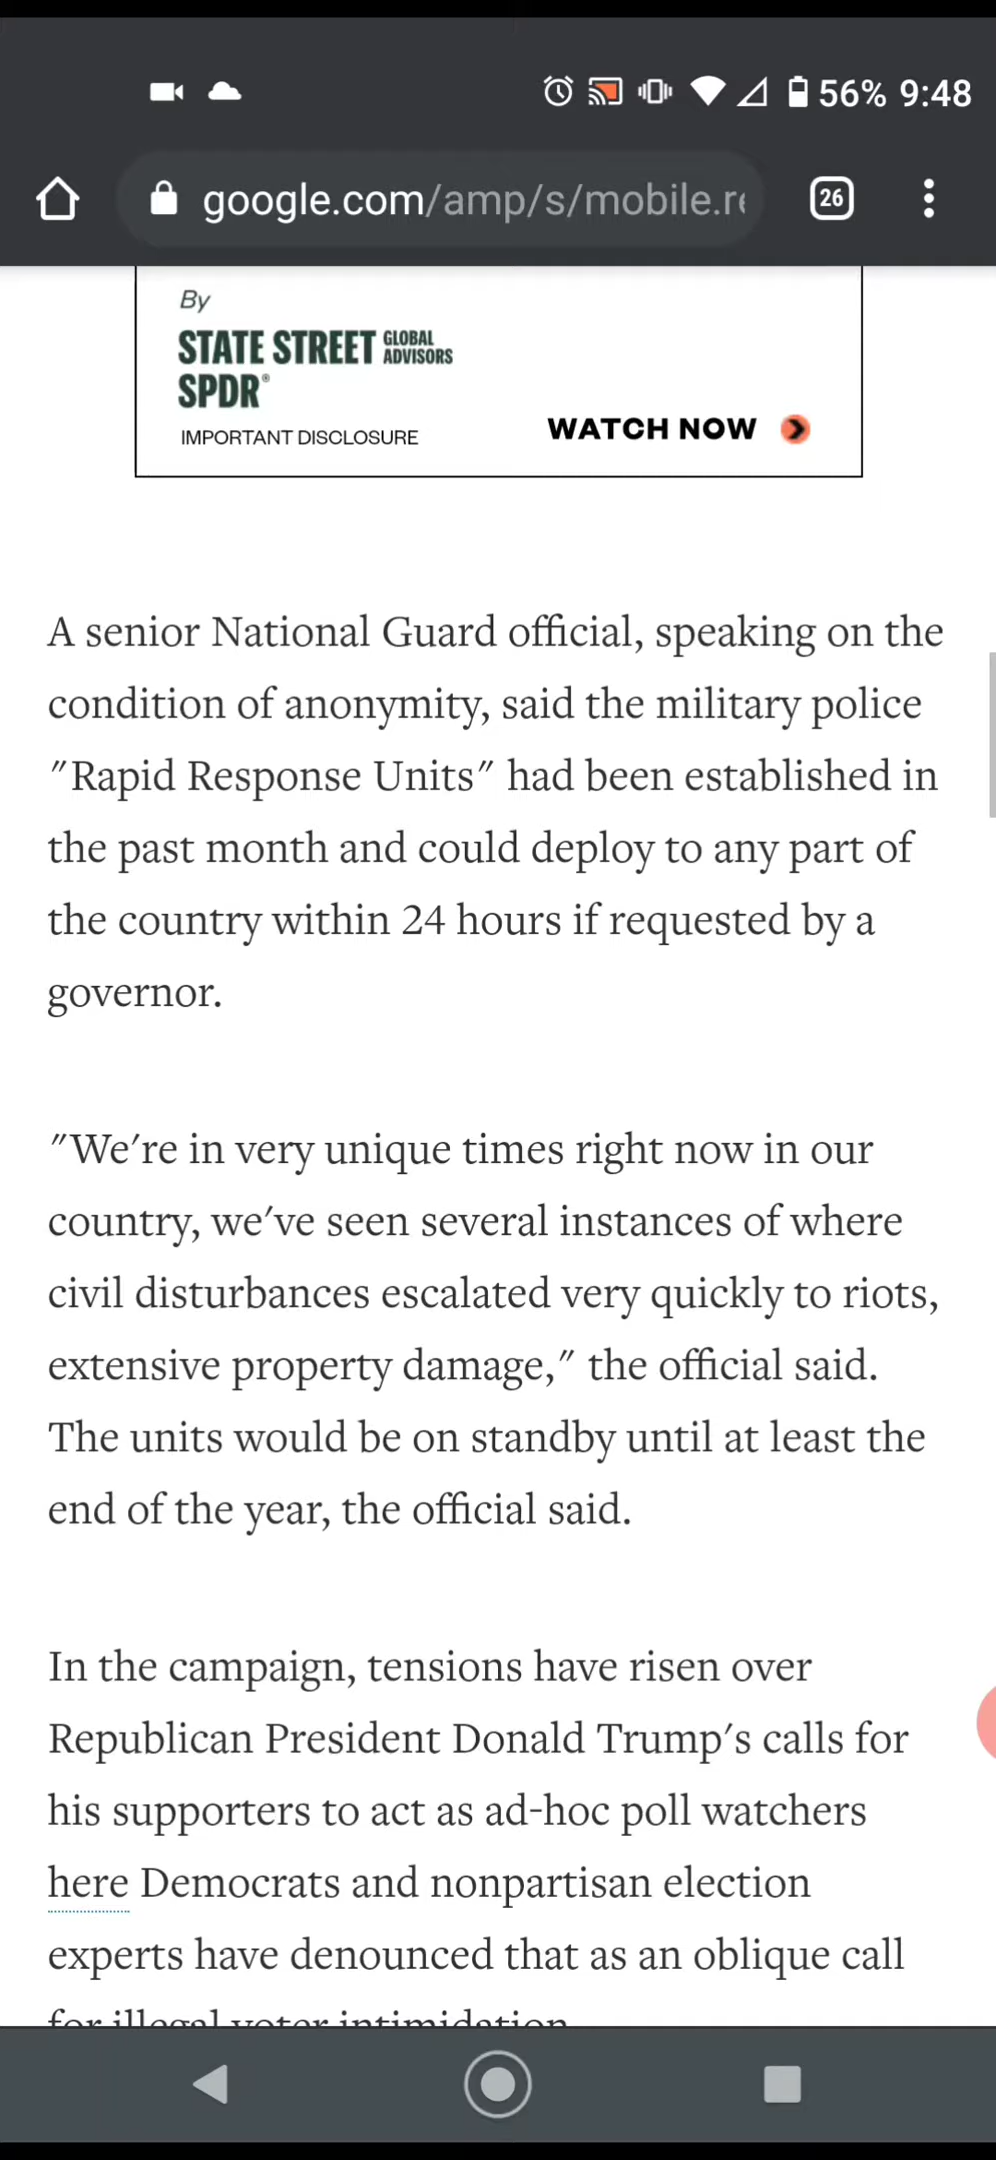 56% 9:48
google.com/amp/s/mobile.re
26
By
STATE STREET GLOBAL ADVISORS
SPDR®
IMPORTANT DISCLOSURE
WATCH NOW
A senior National Guard official, speaking on the
condition of anonymity, said the military police
"Rapid Response Units" had been established in
the past month and could deploy to any part of
the country within 24 hours if requested by a
governor.
"We're in very unique times right now in our
country, we've seen several instances of where
civil disturbances escalated very quickly to riots,
extensive property damage," the official said.
The units would be on standby until at least the
end of the year, the official said.
In the campaign, tensions have risen over
Republican President Donald Trump's calls for
his supporters to act as ad-hoc poll watchers
here Democrats and nonpartisan election
experts have denounced that as an oblique call
for illegal voter intimidation